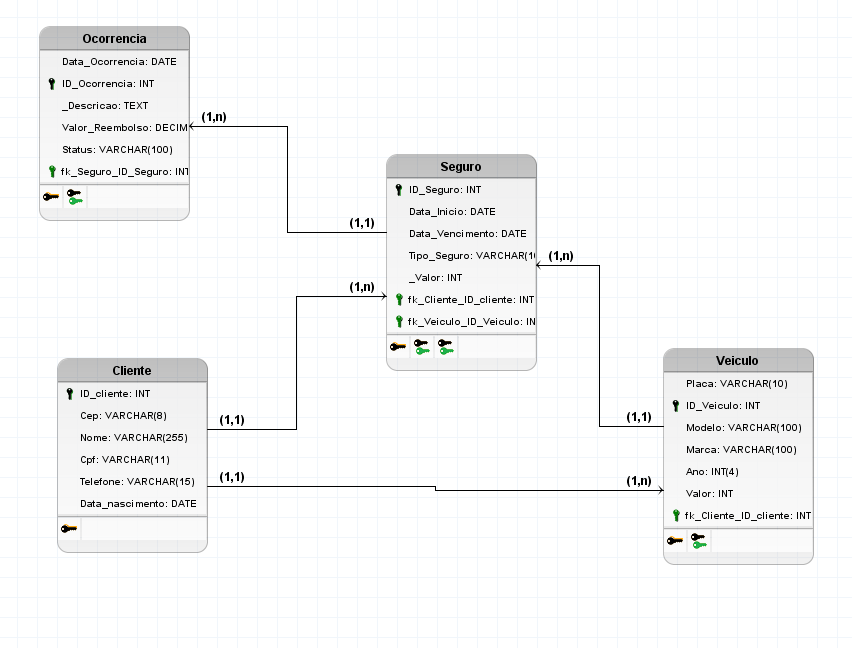 Ocorrencia
Data_Ocorrencia: DATE
ID_Ocorrencia: INT
_Descricao: TEXT
Valor_Reembolso: DECIM
Status: VARCHAR(100)
fk_Seguro_ID_Seguro: INT
(1,n)
(1,1)
Seguro
ID_Seguro: INT
Data_Inicio: DATE
Data_Vencimento: DATE
Tipo_Seguro: VARCHAR(10
_Valor: INT
fk_Cliente_ID_cliente: INT
fk_Veiculo_ID_Veiculo: IN
(1,n)
(1,n)
Cliente
ID_cliente: INT
Cep: VARCHAR(8)
Nome: VARCHAR(255)
Cpf: VARCHAR(11)
Telefone: VARCHAR(15)
Data_nascimento: DATE
(1,1)
(1,1)
(1,1)
(1,n)
Veiculo
Placa: VARCHAR(10)
ID_Veiculo: INT
Modelo: VARCHAR(100)
Marca: VARCHAR(100)
Ano: INT(4)
Valor: INT
fk_Cliente_ID_cliente: INT